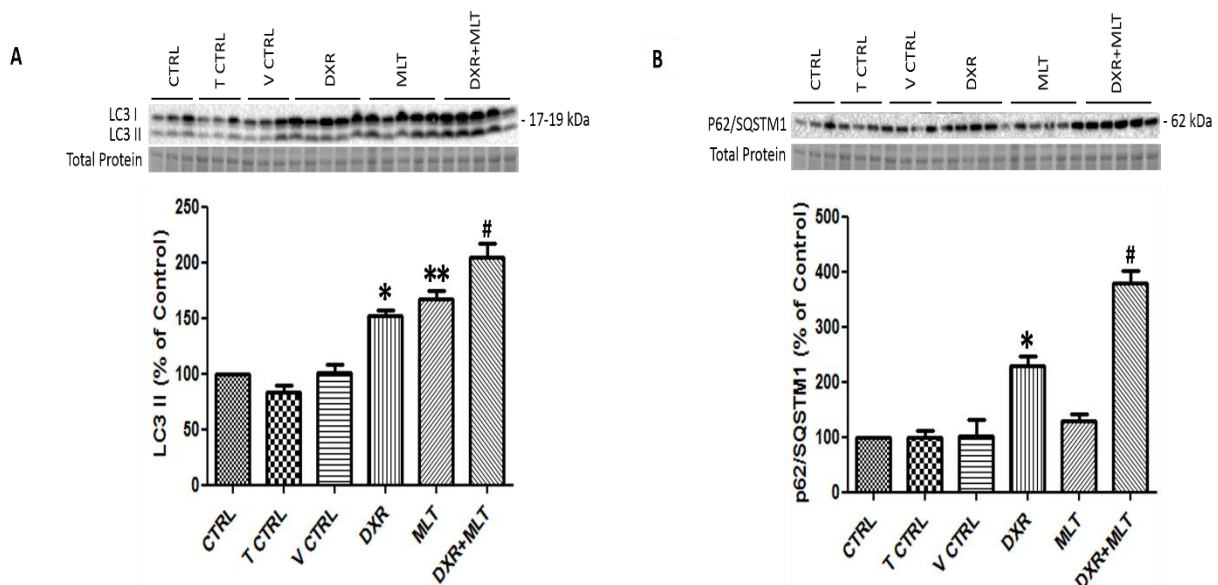 A
CTRL
T CTRL
V CTRL
DXR
MLT
DXR+MLT
LC3 I
LC3 II
- 17-19 kDa
Total Protein
LC3 II (% of Control)
250
200
150
100
50
0
*
**
#
CTRL
T CTRL
V CTRL
DXR
MLT
DXR+MLT
B
CTRL
T CTRL
V CTRL
DXR
MLT
DXR+MLT
P62/SQSTM1
- 62 kDa
Total Protein
p62/SQSTM1 (% of Control)
500
400
300
200
100
0
*
#
CTRL
T CTRL
V CTRL
DXR
MLT
DXR+MLT